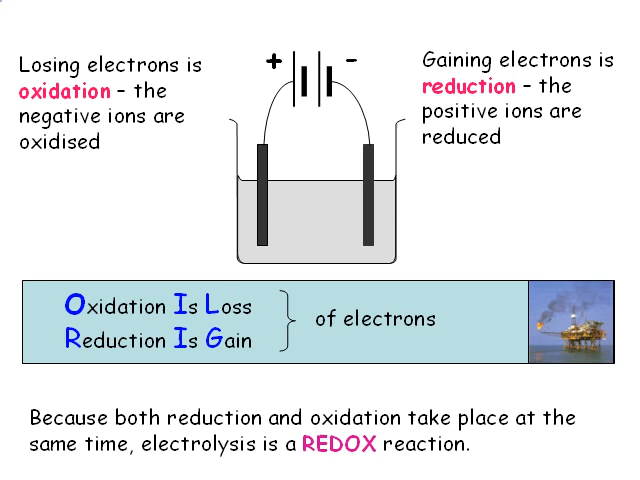 Losing electrons is
oxidation – the
negative ions are
oxidised
+ -
Gaining electrons is
reduction – the
positive ions are
reduced
Oxidation Is Loss
Reduction Is Gain
of electrons
Because both reduction and oxidation take place at the
same time, electrolysis is a REDOX reaction.